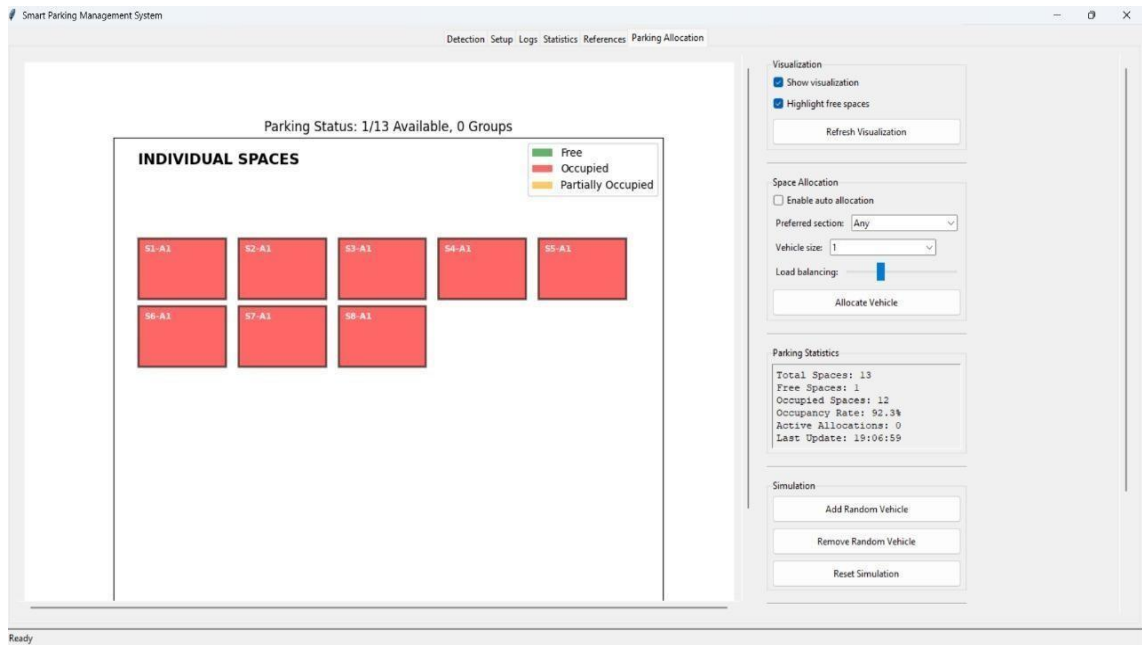 Smart Parking Management System
Detection Setup Logs Statistics References Parking Allocation
Parking Status: 1/13 Available, 0 Groups
INDIVIDUAL SPACES
Free
Occupied
Partially Occupied
S1-A1 S2-A1 S3-A1 S4-A1 S5-A1
S6-A1 S7-A1 S8-A1
Visualization
Show visualization
Highlight free spaces
Refresh Visualization
Space Allocation
Enable auto allocation
Preferred section: Any
Vehicle size: 1
Load balancing:
Allocate Vehicle
Parking Statistics
Total Spaces: 13
Free Spaces: 1
Occupied Spaces: 12
Occupancy Rate: 92.3%
Active Allocations: 0
Last Update: 19:06:59
Simulation
Add Random Vehicle
Remove Random Vehicle
Reset Simulation
Ready